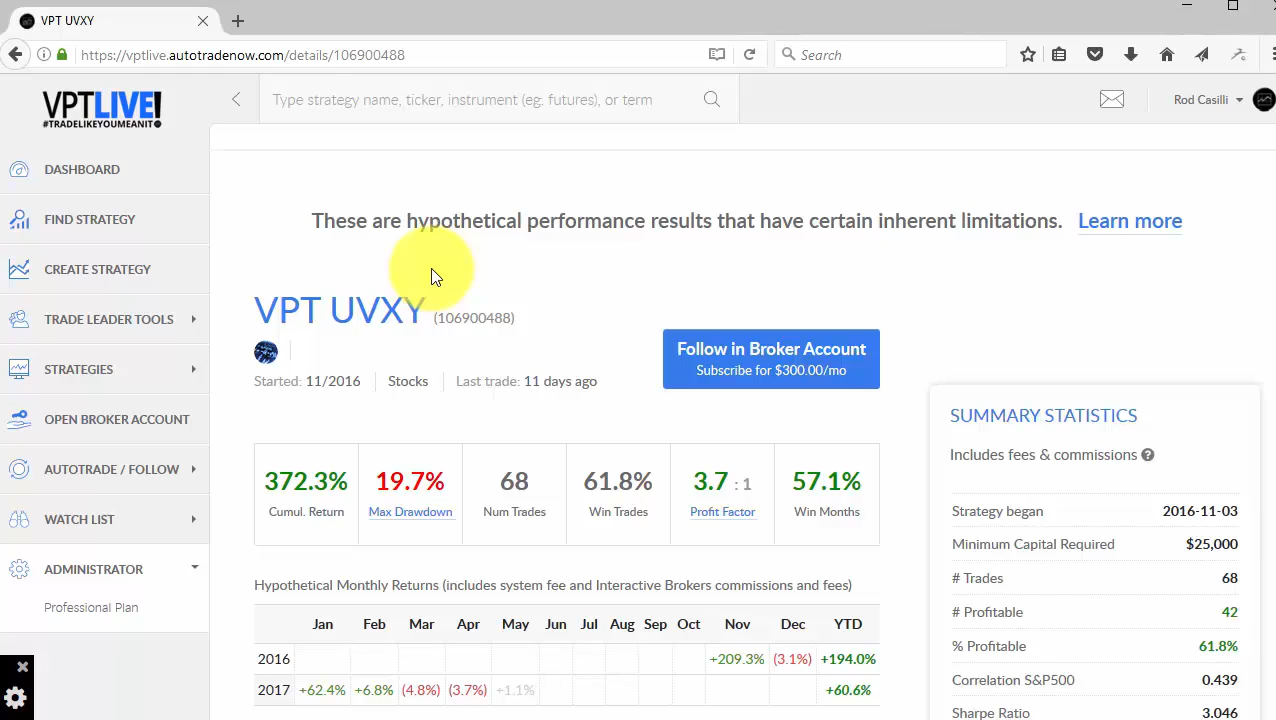 VPT UVXY
https://vptlive.autotradenow.com/details/106900488
Search
VPTLIVE!
#TRADELIKEYOUMEANIT
Type strategy name, ticker, instrument (eg. futures), or term
Rod Casilli
DASHBOARD
FIND STRATEGY
CREATE STRATEGY
TRADE LEADER TOOLS
STRATEGIES
OPEN BROKER ACCOUNT
AUTOTRADE / FOLLOW
WATCH LIST
ADMINISTRATOR
Professional Plan
These are hypothetical performance results that have certain inherent limitations. Learn more
VPT UVXY (106900488)
Started: 11/2016 Stocks Last trade: 11 days ago
Follow in Broker Account
Subscribe for $300.00/mo
372.3% 19.7% 68 61.8% 3.7 : 1 57.1%
Cumul. Return Max Drawdown Num Trades Win Trades Profit Factor Win Months
Hypothetical Monthly Returns (includes system fee and Interactive Brokers commissions and fees)
Jan Feb Mar Apr May Jun Jul Aug Sep Oct Nov Dec YTD
2016 +209.3% (3.1%) +194.0%
2017 +62.4% +6.8% (4.8%) (3.7%) +1.1% +60.6%
SUMMARY STATISTICS
Includes fees & commissions ?
Strategy began 2016-11-03
Minimum Capital Required $25,000
# Trades 68
# Profitable 42
% Profitable 61.8%
Correlation S&P500 0.439
Sharpe Ratio 3.046